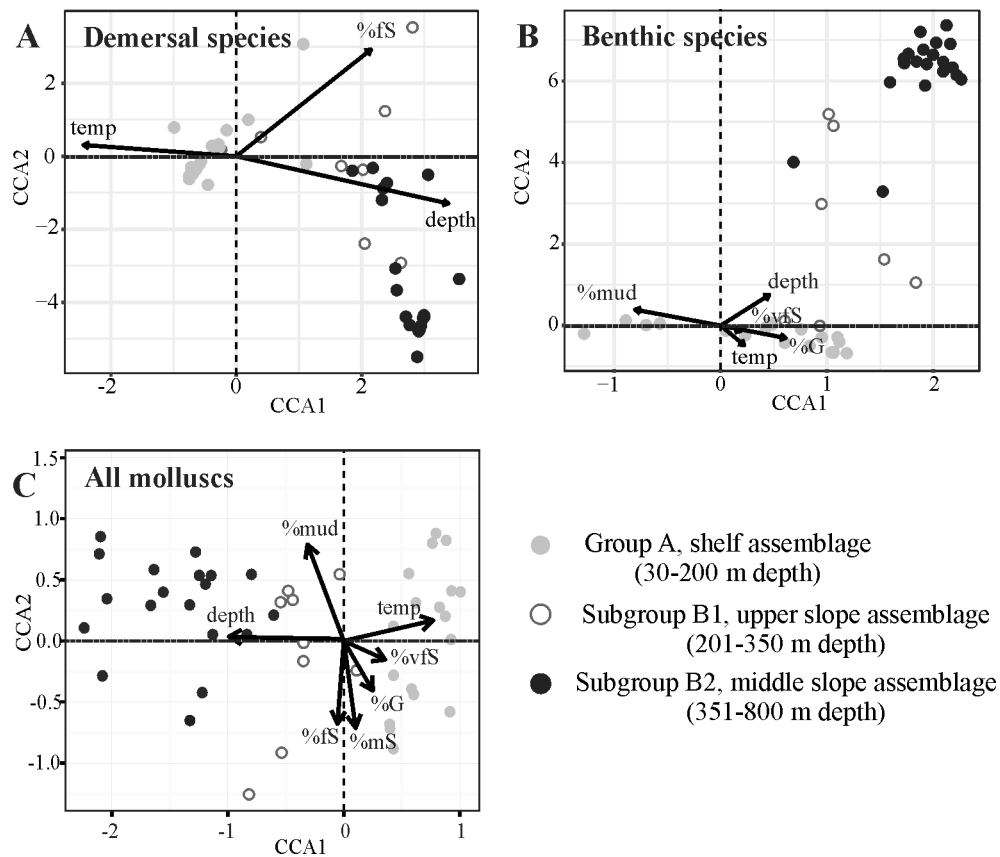 A Demersal species
%fS
temp
depth
2
0
−2
−4
CCA2
-2
0
2
CCA1
B Benthic species
6
4
2
0
CCA2
%mud
depth
%vfS
%G
temp
−1
0
1
2
CCA1
C All molluscs
1.5
1.0
0.5
0.0
-0.5
-1.0
CCA2
%mud
depth
temp
%vfS
%G
%fS
%mS
-2
-1
0
1
CCA1
Group A, shelf assemblage
(30-200 m depth)
Subgroup B1, upper slope assemblage
(201-350 m depth)
Subgroup B2, middle slope assemblage
(351-800 m depth)